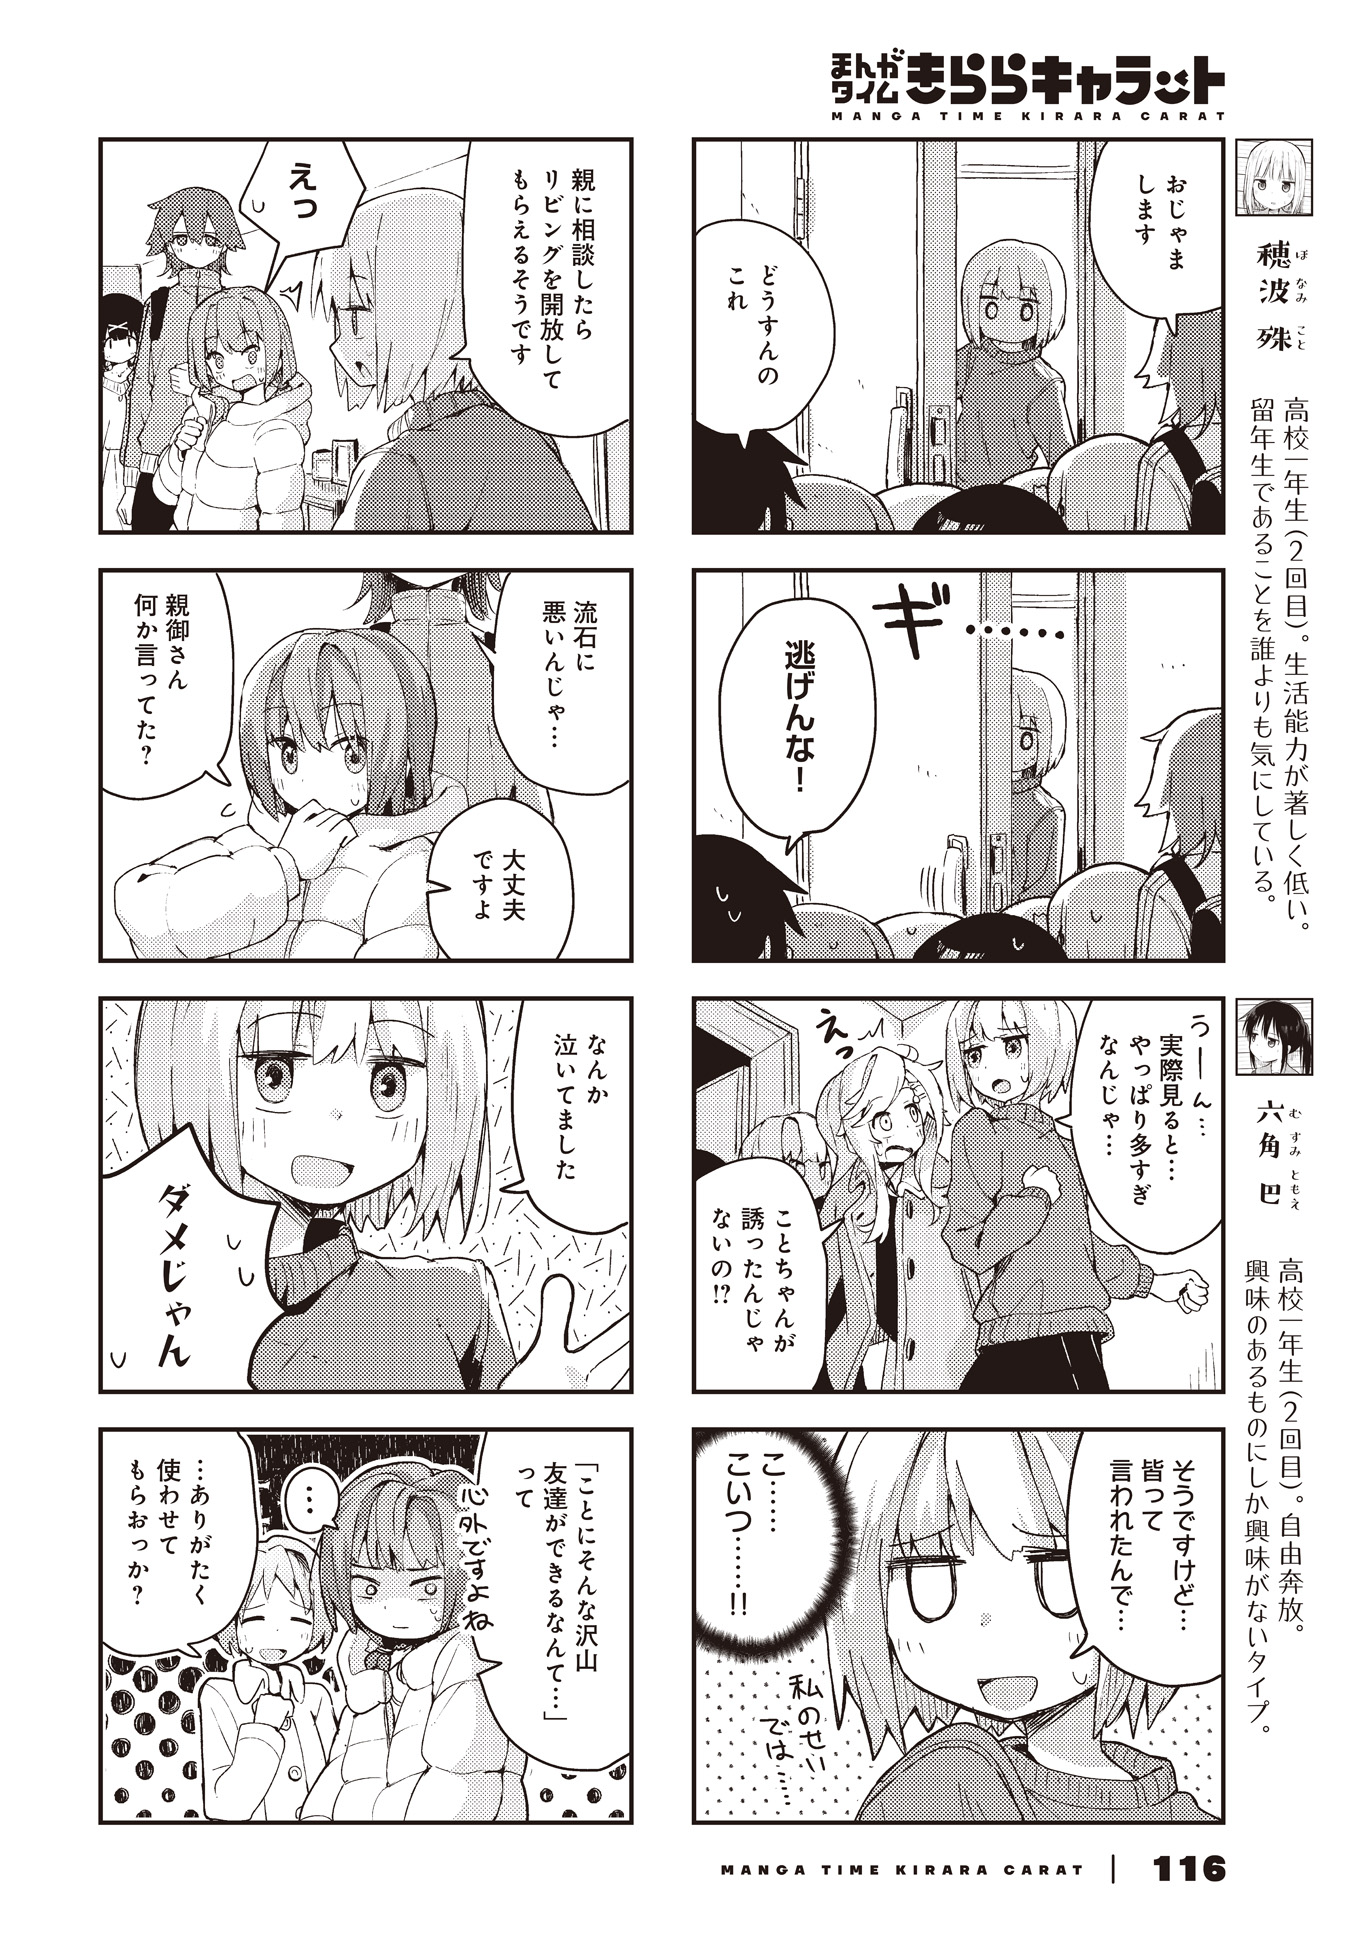 まんが
タイム
きららキャラット
MANGA TIME KIRARA CARAT
おじゃま
します
どうすんの
これ
ギ‥‥‥
逃げんな!
うーん…
実際見ると…
やっぱり多すぎ
なんじゃ…
えっ
ことちゃんが
誘ったんじゃ
ないの!?
そうですけど…
皆って
言われたんで…
こ……
こいつ……!!
私のせい
では……
親に相談したら
リビングを開放して
もらえるそうです
えっ
流石に
悪いんじゃ…
親御さん
何か言ってた?
大丈夫
ですよ
なんか
泣いてました
ダメじゃん
「ことにそんな沢山
友達ができるなんて…」
って
心外ですよね
…
…ありがたく
使わせて
もらおっか?
穂波 殊
ほ なみ こと
高校一年生(2回目)。生活能力が著しく低い。
留年生であることを誰よりも気にしている。
六角 巴
む すみ ともえ
高校一年生(2回目)。自由奔放。
興味のあるものにしか興味がないタイプ。
MANGA TIME KIRARA CARAT | 116